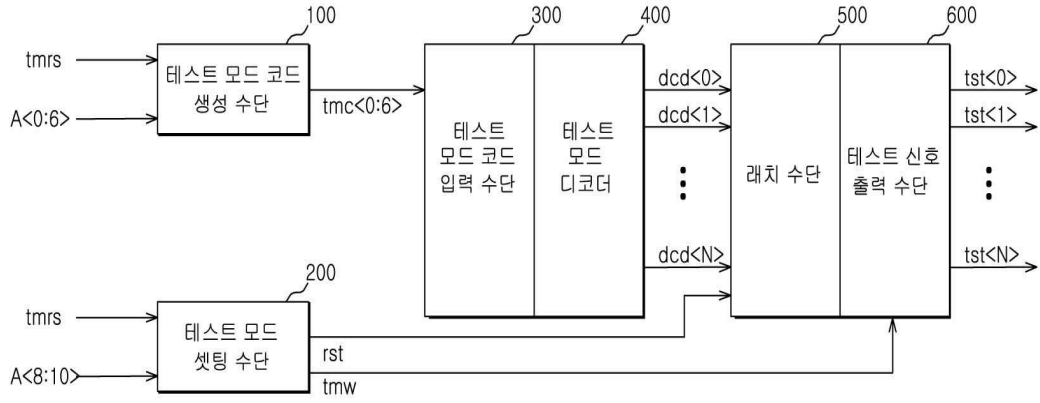 100
300
400
500
600
tmrs
A<0:6>
테스트 모드 코드
생성 수단
tmc<0:6>
테스트
모드 코드
입력 수단
테스트
모드
디코더
dcd<0>
dcd<1>
dcd<N>
래치 수단
테스트 신호
출력 수단
tst<0>
tst<1>
tst<N>
200
tmrs
A<8:10>
테스트 모드
셋팅 수단
rst
tmw